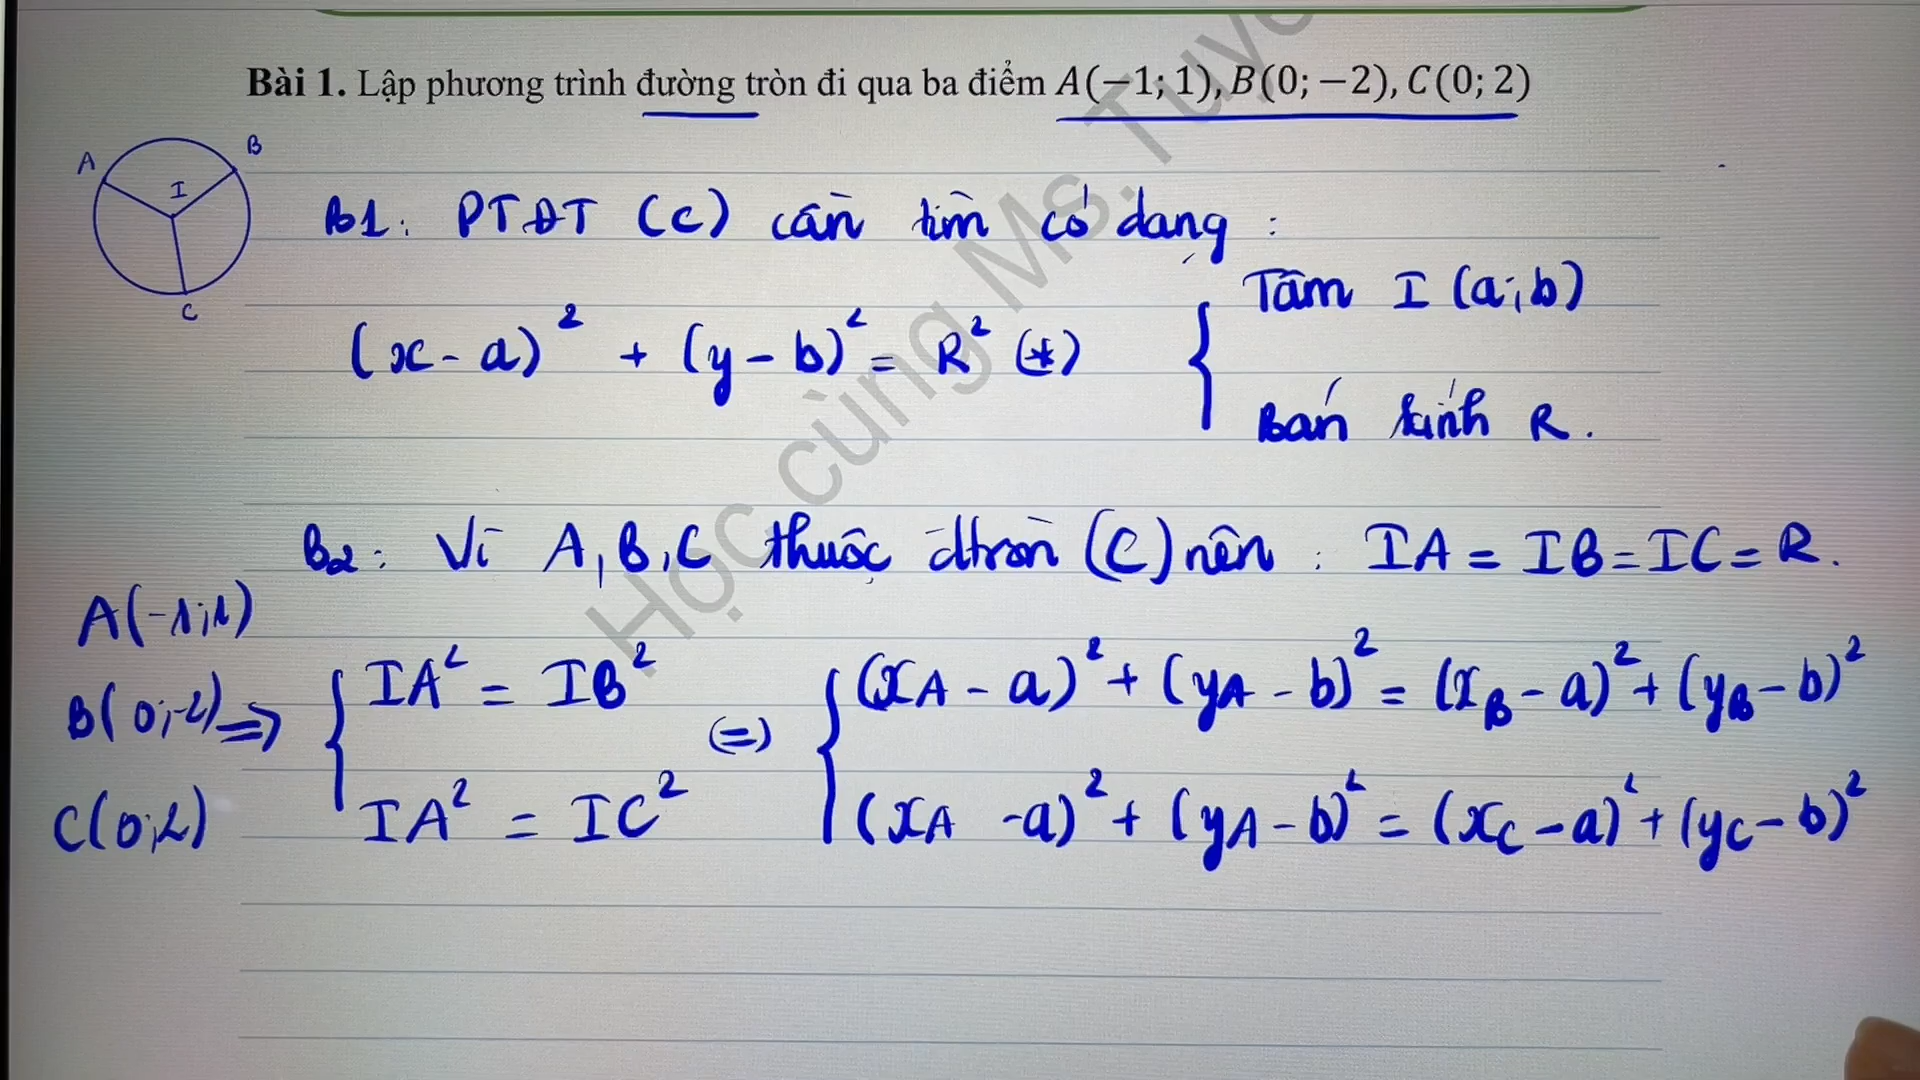 Bài 1. Lập phương trình đường tròn đi qua ba điểm A(−1; 1), B(0; −2), C(0; 2)
A
B
I
C
B1: PTĐT (C) cần tìm có dạng :
(x - a)² + (y - b)² = R² (*)
Tâm I (a; b)
Bán kính R.
B2: Vì A, B, C thuộc đtròn (C) nên : IA = IB = IC = R.
A(-1; 1)
B(0; -2)
C(0; 2)
=> { IA² = IB² (=) { (xA - a)² + (yA - b)² = (xB - a)² + (yB - b)²
IA² = IC² (xA - a)² + (yA - b)² = (xC - a)² + (yC - b)²
Học cùng Ms. Tuy